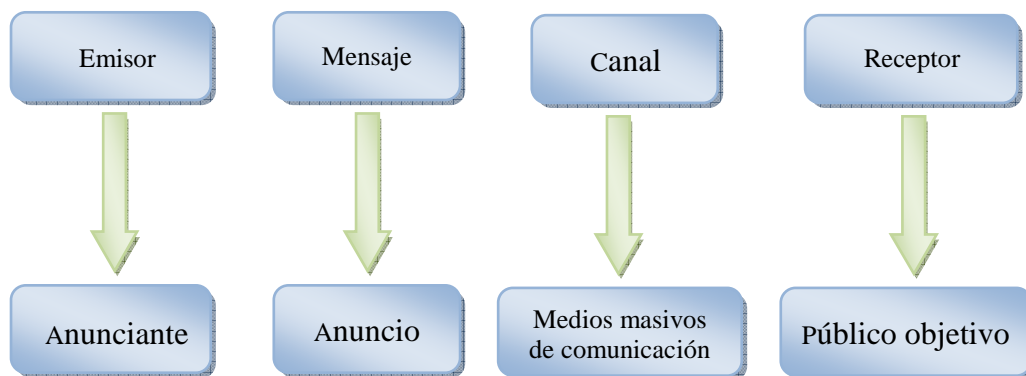 Emisor
Mensaje
Canal
Receptor
Anunciante
Anuncio
Medios masivos
de comunicación
Público objetivo